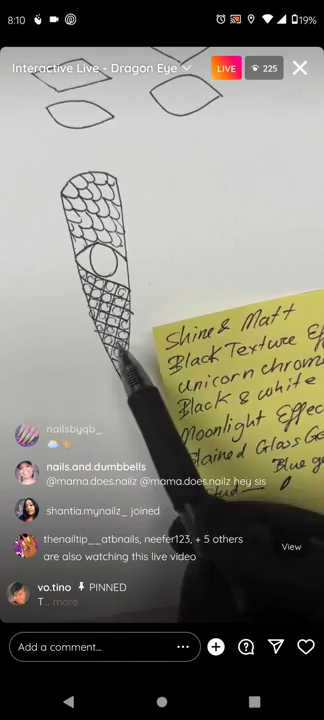 8:10
19%
Interactive Live - Dragon Eye
LIVE
225
Shine & Matt
Black Texture
Unicorn chrom
Black & white
Moonlight Effec
Stained Glass
Blue
nailsbyqb_
nails.and.dumbbells
@mama.does.nailz @mama.does.nailz hey sis
shantia.mynailz_ joined
thenailtip__atbnails, neefer123, + 5 others
are also watching this live video
View
vo.tino PINNED
T... more
Add a comment...